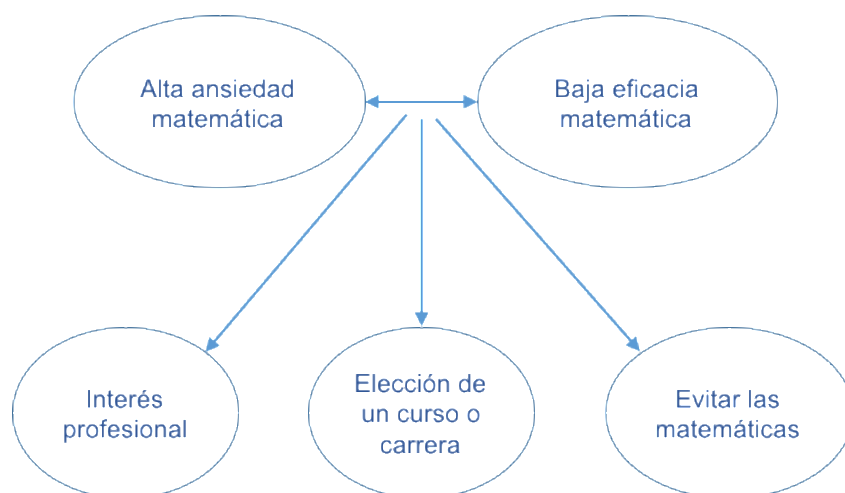 Alta ansiedad
matemática
Baja eficacia
matemática
Interés
profesional
Elección de
un curso o
carrera
Evitar las
matemáticas